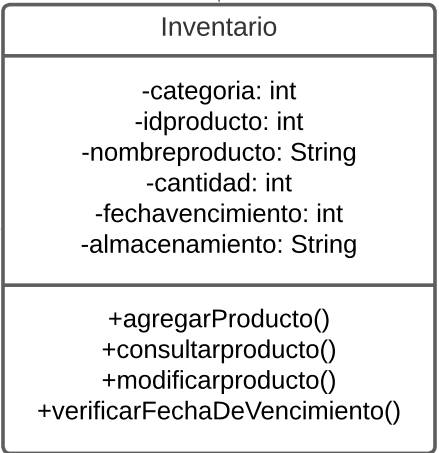 Inventario
-categoria: int
-idproducto: int
-nombreproducto: String
-cantidad: int
-fechavencimiento: int
-almacenamiento: String
+agregarProducto()
+consultarproducto()
+modificarproducto()
+verificarFechaDeVencimiento()